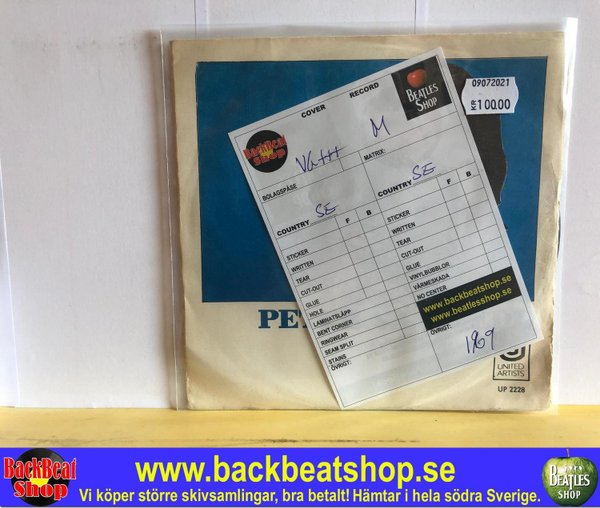 09072021
KR 100.00
COVER RECORD
BackBeat
Shop
BEATLES
SHOP
VG+++ M
BOLAGSPÅSE MATRIX:
SE SE
COUNTRY COUNTRY
F B F B
STICKER
WRITTEN
TEAR
CUT-OUT
GLUE
HOLE
LAMINATSLÄPP
BENT CORNER
RINGWEAR
SEAM SPLIT
STAINS
ÖVRIGT:
STICKER
WRITTEN
TEAR
CUT-OUT
GLUE
VINYLBUBBLOR
VÄRMESKADA
NO CENTER
www.backbeatshop.se
www.beatlesshop.se
ÖVRIGT:
1969
PE
UNITED
ARTISTS
UP 2228
BackBeat
Shop
www.backbeatshop.se
Vi köper större skivsamlingar, bra betalt! Hämtar i hela södra Sverige.
BEATLES
SHOP